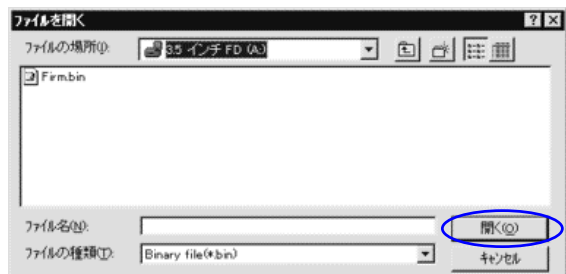 ファイルを開く
ファイルの場所(I): 3.5 インチ FD (A:)
Firm.bin
ファイル名(N): 開く(O)
ファイルの種類(T): Binary file(*.bin) キャンセル